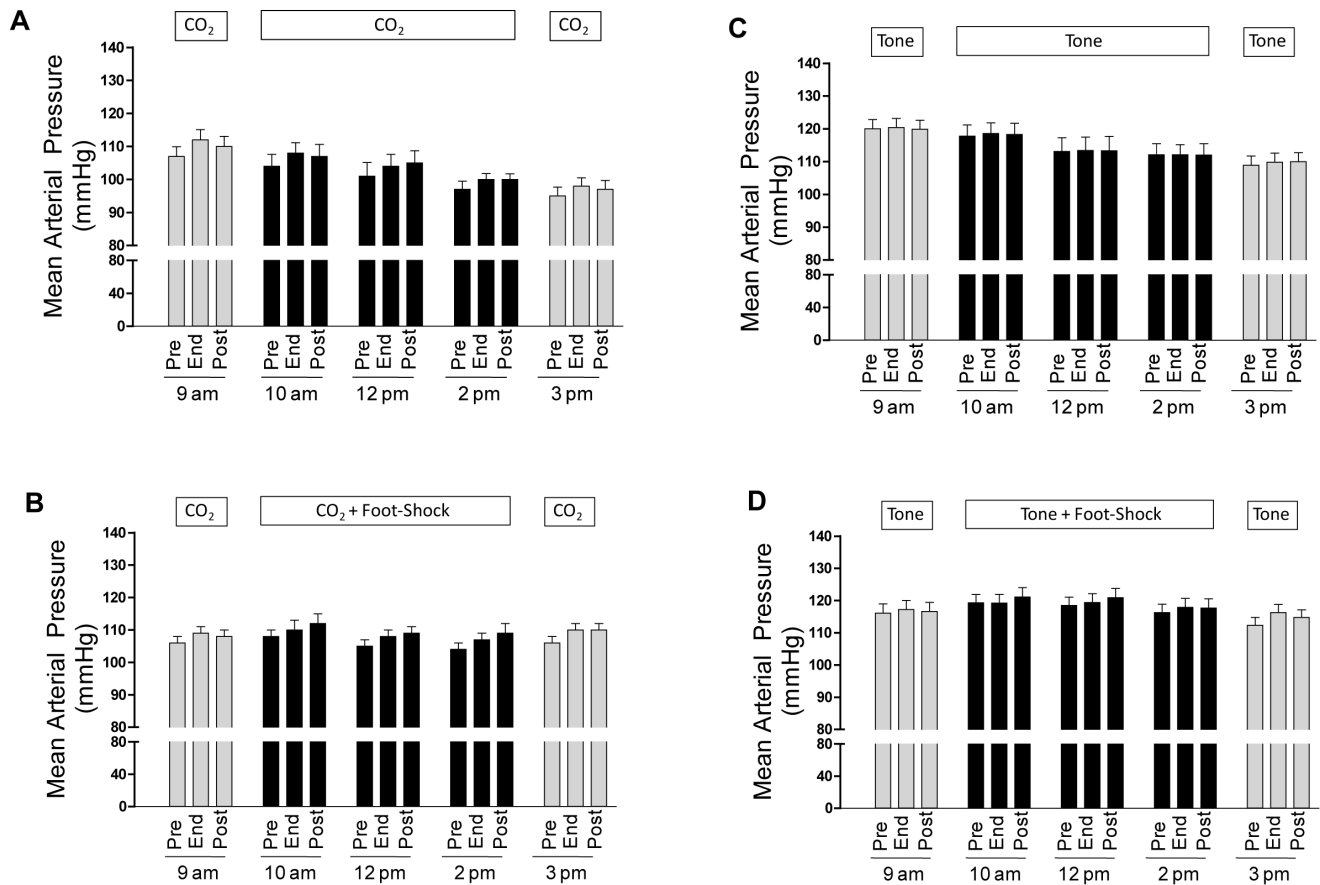 A
CO₂ CO₂ CO₂
Mean Arterial Pressure
(mmHg)
140
130
120
110
100
90
80
80
40
0
Pre End Post Pre End Post Pre End Post Pre End Post Pre End Post
9 am 10 am 12 pm 2 pm 3 pm
C
Tone Tone Tone
Mean Arterial Pressure
(mmHg)
140
130
120
110
100
90
80
80
60
40
20
0
Pre End Post Pre End Post Pre End Post Pre End Post Pre End Post
9 am 10 am 12 pm 2 pm 3 pm
B
CO₂ CO₂ + Foot-Shock CO₂
Mean Arterial Pressure
(mmHg)
140
130
120
110
100
90
80
80
40
0
Pre End Post Pre End Post Pre End Post Pre End Post Pre End Post
9 am 10 am 12 pm 2 pm 3 pm
D
Tone Tone + Foot-Shock Tone
Mean Arterial Pressure
(mmHg)
140
130
120
110
100
90
80
80
60
40
20
0
Pre End Post Pre End Post Pre End Post Pre End Post Pre End Post
9 am 10 am 12 pm 2 pm 3 pm